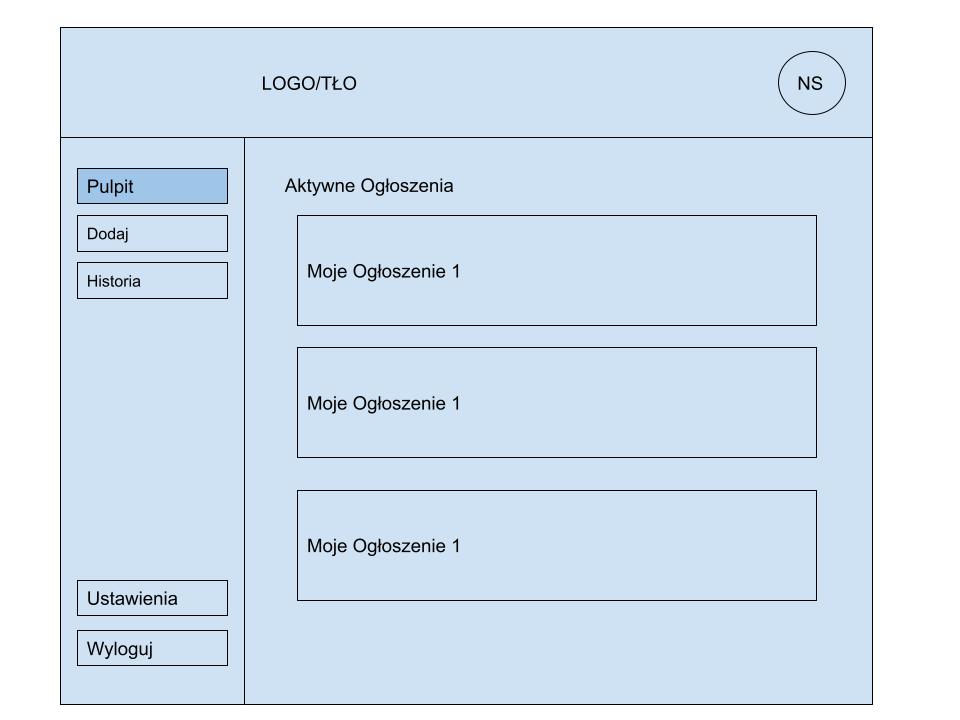 LOGO/TŁO
NS
Pulpit
Dodaj
Historia
Ustawienia
Wyloguj
Aktywne Ogłoszenia
Moje Ogłoszenie 1
Moje Ogłoszenie 1
Moje Ogłoszenie 1